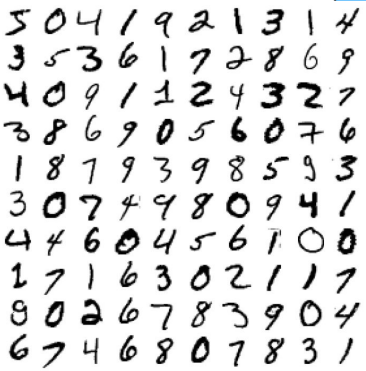 5 0 4 1 9 2 1 3 1 4
3 5 3 6 1 7 2 8 6 9
4 0 9 1 1 2 4 3 2 7
3 8 6 9 0 5 6 0 7 6
1 8 7 9 3 9 8 5 9 3
3 0 7 4 9 8 0 9 4 1
4 4 6 0 4 5 6 1 0 0
1 7 1 6 3 0 2 1 1 7
9 0 2 6 7 8 3 9 0 4
6 7 4 6 8 0 7 8 3 1